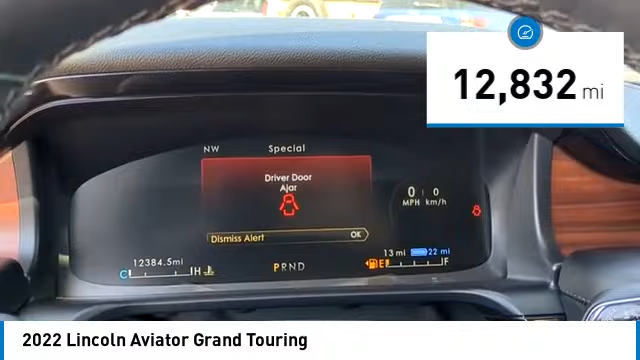 12,832 mi
NW Special
Driver Door
Ajar
0 0
MPH km/h
Dismiss Alert OK
12384.5mi
13 mi 22 mi
C H
PRND
E F
2022 Lincoln Aviator Grand Touring